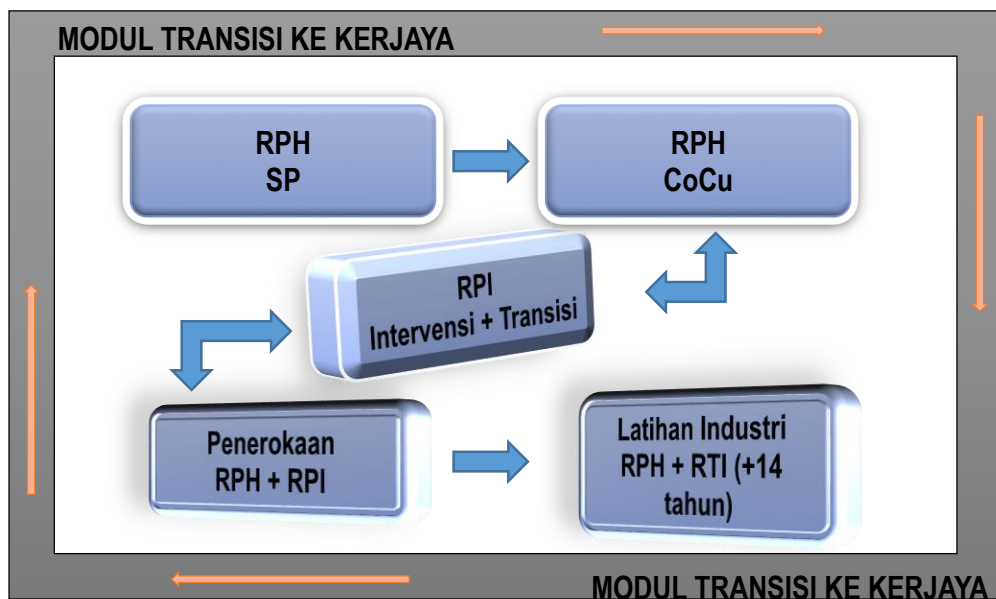 MODUL TRANSISI KE KERJAYA
RPH
SP
RPH
CoCu
RPI
Intervensi + Transisi
Penerokaan
RPH + RPI
Latihan Industri
RPH + RTI (+14
tahun)
MODUL TRANSISI KE KERJAYA